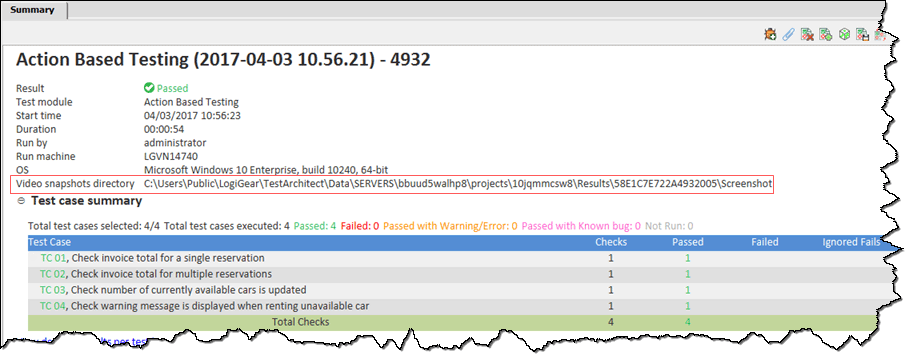 Summary
Action Based Testing (2017-04-03 10.56.21) - 4932
Result Passed
Test module Action Based Testing
Start time 04/03/2017 10:56:23
Duration 00:00:54
Run by administrator
Run machine LGVN14740
OS Microsoft Windows 10 Enterprise, build 10240, 64-bit
Video snapshots directory C:\Users\Public\LogiGear\TestArchitect\Data\SERVERS\bbuud5walhp8\projects\10jqmmcsw8\Results\58E1C7E722A4932005\Screenshot
Test case summary
Total test cases selected: 4/4 Total test cases executed: 4 Passed: 4 Failed: 0 Passed with Warning/Error: 0 Passed with Known bug: 0 Not Run: 0
Test Case Checks Passed Failed Ignored Fails
TC 01, Check invoice total for a single reservation 1 1
TC 02, Check invoice total for multiple reservations 1 1
TC 03, Check number of currently available cars is updated 1 1
TC 04, Check warning message is displayed when renting unavailable car 1 1
Total Checks 4 4